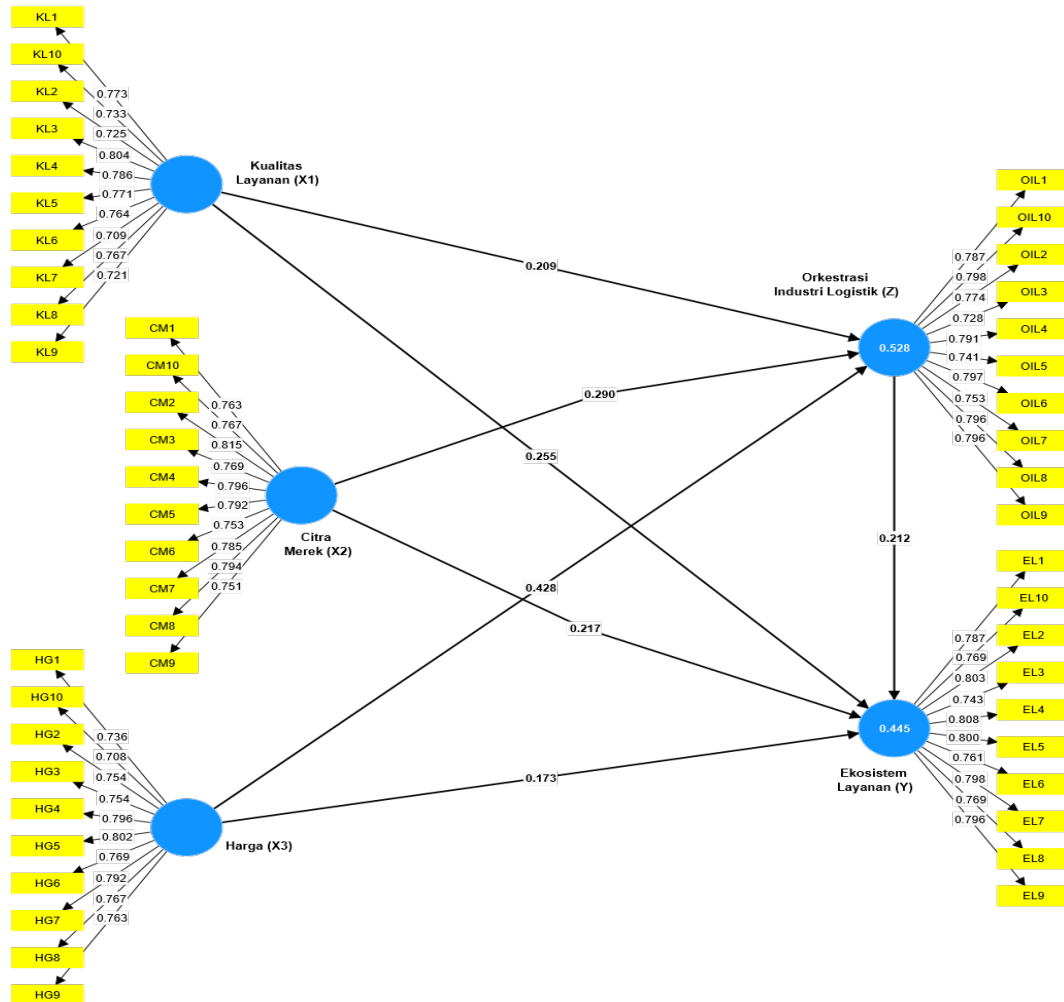 KL1
KL10
KL2
KL3
KL4
KL5
KL6
KL7
KL8
KL9
0.773
0.733
0.725
0.804
0.786
0.771
0.764
0.709
0.767
0.721
Kualitas
Layanan (X1)
CM1
CM10
CM2
CM3
CM4
CM5
CM6
CM7
CM8
CM9
0.763
0.767
0.815
0.769
0.796
0.792
0.753
0.785
0.794
0.751
Citra
Merek (X2)
HG1
HG10
HG2
HG3
HG4
HG5
HG6
HG7
HG8
HG9
0.736
0.708
0.754
0.754
0.796
0.802
0.769
0.792
0.767
0.763
Harga (X3)
0.209
0.290
0.255
0.428
0.217
0.173
0.212
Orkestrasi
Industri Logistik (Z)
0.528
0.787
0.798
0.774
0.728
0.791
0.741
0.797
0.753
0.796
0.796
OIL1
OIL10
OIL2
OIL3
OIL4
OIL5
OIL6
OIL7
OIL8
OIL9
0.445
Ekosistem
Layanan (Y)
0.787
0.769
0.803
0.743
0.808
0.800
0.761
0.798
0.769
0.796
EL1
EL10
EL2
EL3
EL4
EL5
EL6
EL7
EL8
EL9